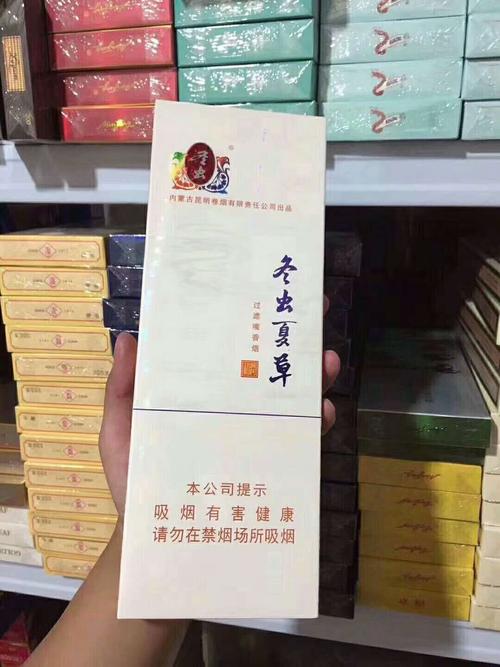 冬虫
内蒙古昆明卷烟有限责任公司出品
冬虫夏草
过滤嘴香烟
本公司提示
吸烟有害健康
请勿在禁烟场所吸烟